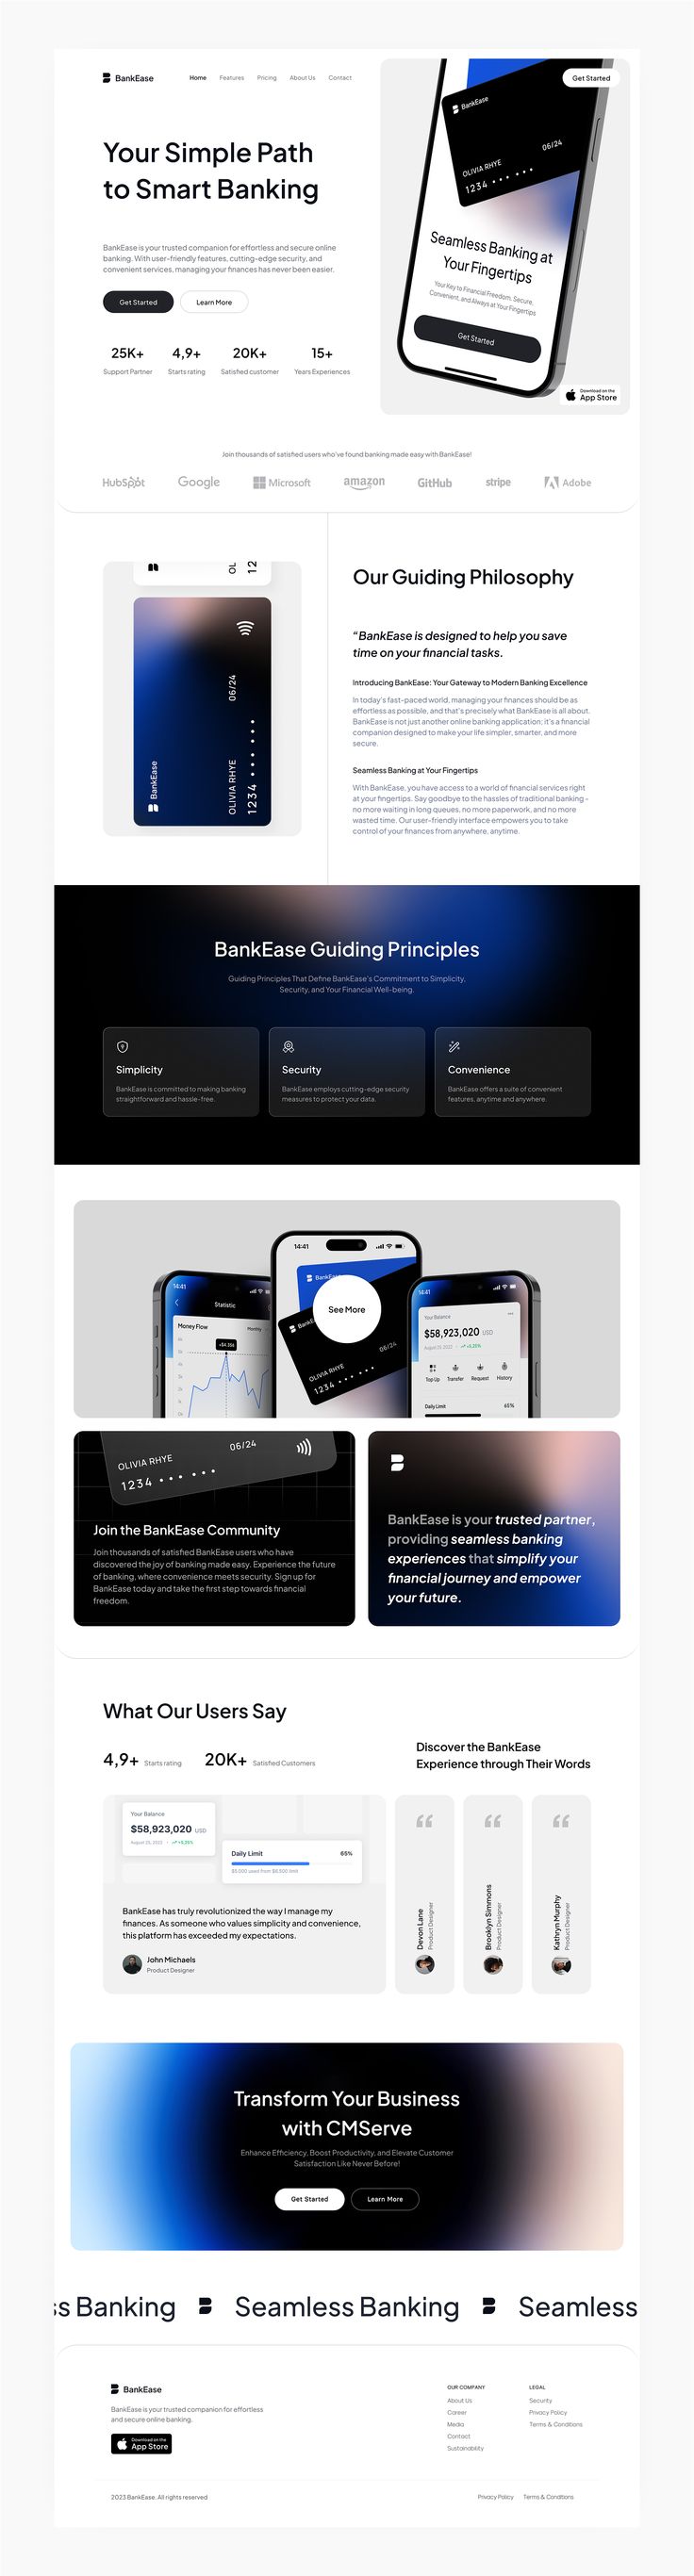 BankEase
Home Features Pricing About Us Contact
Get Started
Your Simple Path
to Smart Banking
BankEase is your trusted companion for effortless and secure online
banking. With user-friendly features, cutting-edge security, and
convenient services, managing your finances has never been easier.
Get Started Learn More
25K+ 4,9+ 20K+ 15+
Support Partner Starts rating Satisfied customer Years Experiences
BankEase
06/24
OLIVIA RHYE
1234
Seamless Banking at
Your Fingertips
Your Key to Financial Freedom, Secure,
Convenient, and Always at Your Fingertips
Get Started
Download on the
App Store
Join thousands of satisfied users who've found banking made easy with BankEase!
HubSpot Google Microsoft amazon GitHub stripe Adobe
OL
12
BankEase
OLIVIA RHYE 06/24
1234
Our Guiding Philosophy
“BankEase is designed to help you save
time on your financial tasks.
Introducing BankEase: Your Gateway to Modern Banking Excellence
In today's fast-paced world, managing your finances should be as
effortless as possible, and that's precisely what BankEase is all about.
BankEase is not just another online banking application; it's a financial
companion designed to make your life simpler, smarter, and more
secure.
Seamless Banking at Your Fingertips
With BankEase, you have access to a world of financial services right
at your fingertips. Say goodbye to the hassles of traditional banking -
no more waiting in long queues, no more paperwork, and no more
wasted time. Our user-friendly interface empowers you to take
control of your finances from anywhere, anytime.
BankEase Guiding Principles
Guiding Principles That Define BankEase's Commitment to Simplicity,
Security, and Your Financial Well-being.
Simplicity
BankEase is committed to making banking
straightforward and hassle-free.
Security
BankEase employs cutting-edge security
measures to protect your data.
Convenience
BankEase offers a suite of convenient
features, anytime and anywhere.
14:41
Statistic
Money Flow Monthly
+$4.356
14:41
BankEase
See More
06/24
OLIVIA RHYE
1234
14:41
Your Balance
$58,923,020 USD
August 25, 2022 +3,25%
Top Up Transfer Request History
Daily Limit 65%
06/24
OLIVIA RHYE
1234
Join the BankEase Community
Join thousands of satisfied BankEase users who have
discovered the joy of banking made easy. Experience the future
of banking, where convenience meets security. Sign up for
BankEase today and take the first step towards financial
freedom.
BankEase is your trusted partner,
providing seamless banking
experiences that simplify your
financial journey and empower
your future.
What Our Users Say
4,9+ Starts rating 20K+ Satisfied Customers
Discover the BankEase
Experience through Their Words
Your Balance
$58,923,020 USD
August 25, 2022 +3,25%
Daily Limit 65%
BankEase has truly revolutionized the way I manage my
finances. As someone who values simplicity and convenience,
this platform has exceeded my expectations.
John Michaels
Product Designer
“
Devon Lane
Product Designer
“
Brooklyn Simmons
Product Designer
“
Kathryn Murphy
Product Designer
Transform Your Business
with CMServe
Enhance Efficiency, Boost Productivity, and Elevate Customer
Satisfaction Like Never Before!
Get Started Learn More
ss Banking Seamless Banking Seamless
BankEase
BankEase is your trusted companion for effortless
and secure online banking.
Download on the
App Store
OUR COMPANY
About Us
Career
Media
Contact
Sustainability
LEGAL
Security
Privacy Policy
Terms & Conditions
2023 BankEase. All rights reserved
Privacy Policy Terms & Conditions